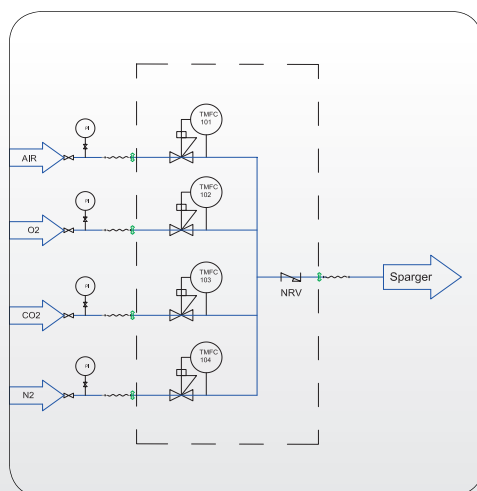 PI
TMFC
101
AIR
PI
TMFC
102
O2
PI
TMFC
103
CO2
Sparger
NRV
PI
TMFC
104
N2